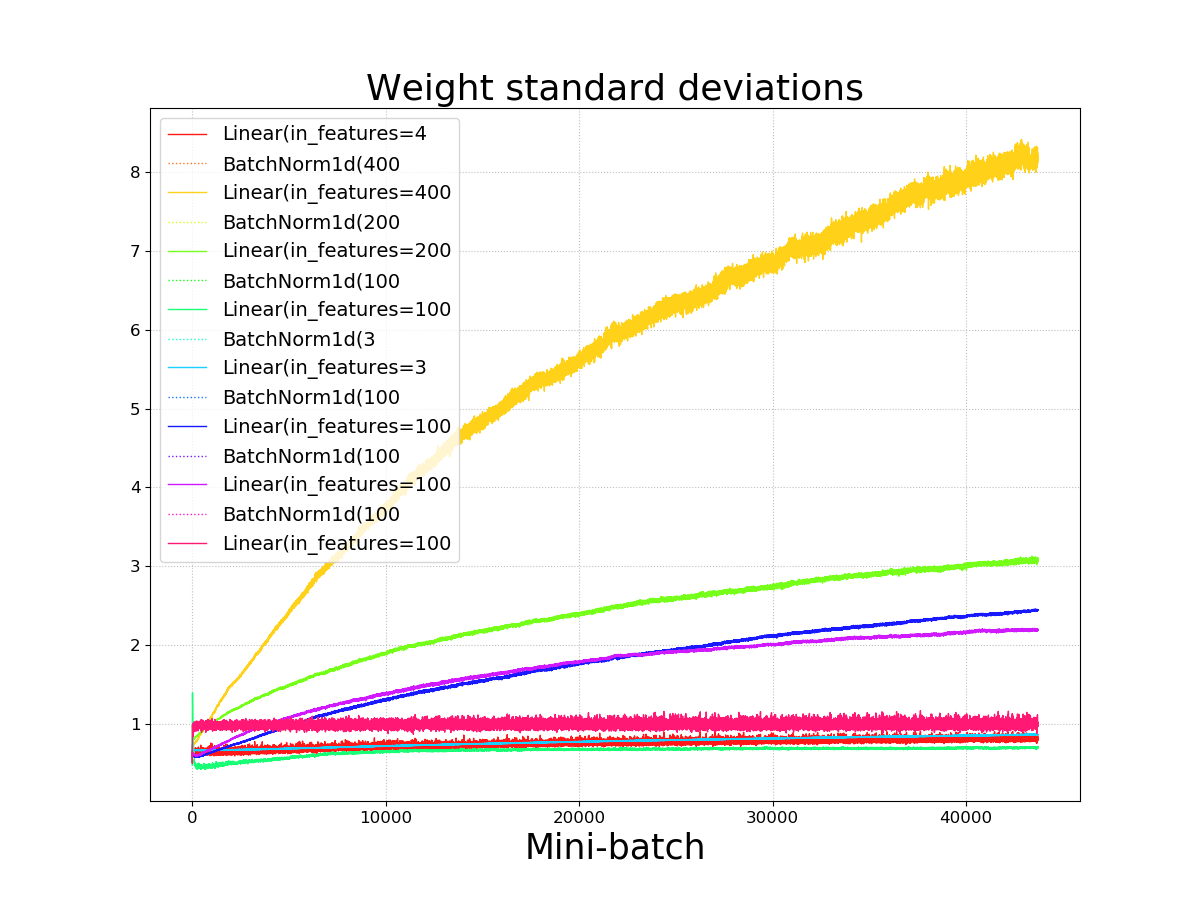 Weight standard deviations
Linear(in_features=4
BatchNorm1d(400
Linear(in_features=400
BatchNorm1d(200
Linear(in_features=200
BatchNorm1d(100
Linear(in_features=100
BatchNorm1d(3
Linear(in_features=3
BatchNorm1d(100
Linear(in_features=100
BatchNorm1d(100
Linear(in_features=100
BatchNorm1d(100
Linear(in_features=100
8
7
6
5
4
3
2
1
0 10000 20000 30000 40000
Mini-batch